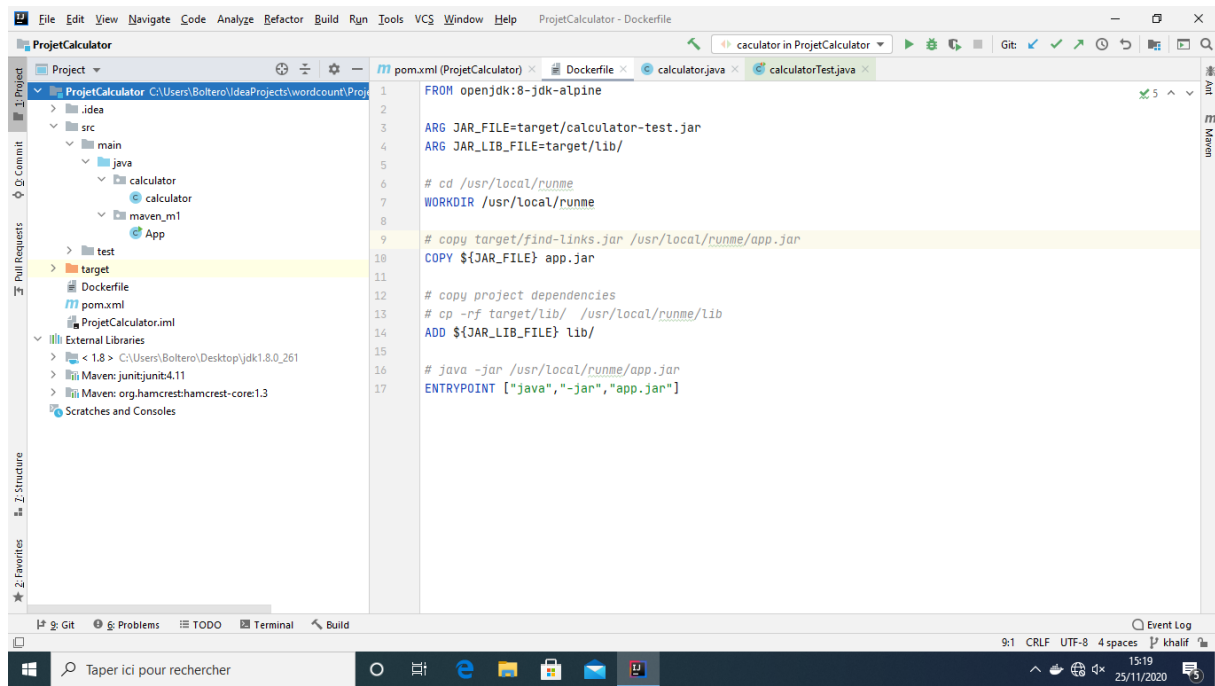 File Edit View Navigate Code Analyze Refactor Build Run Tools VCS Window Help ProjetCalculator - Dockerfile
ProjetCalculator
caculator in ProjetCalculator
Git:
Project
pom.xml (ProjetCalculator)
Dockerfile
calculator.java
calculatorTest.java
1: Project
Commit
Pull Requests
7: Structure
2: Favorites
ProjetCalculator C:\Users\Boltero\IdeaProjects\wordcount\Proje
.idea
src
main
java
calculator
calculator
maven_m1
App
test
target
Dockerfile
pom.xml
ProjetCalculator.iml
External Libraries
< 1.8 > C:\Users\Boltero\Desktop\jdk1.8.0_261
Maven: junit:junit:4.11
Maven: org.hamcrest:hamcrest-core:1.3
Scratches and Consoles
1 FROM openjdk:8-jdk-alpine
2
3 ARG JAR_FILE=target/calculator-test.jar
4 ARG JAR_LIB_FILE=target/lib/
5
6 # cd /usr/local/runme
7 WORKDIR /usr/local/runme
8
9 # copy target/find-links.jar /usr/local/runme/app.jar
10 COPY ${JAR_FILE} app.jar
11
12 # copy project dependencies
13 # cp -rf target/lib/  /usr/local/runme/lib
14 ADD ${JAR_LIB_FILE} lib/
15
16 # java -jar /usr/local/runme/app.jar
17 ENTRYPOINT ["java","-jar","app.jar"]
5
Ant
Maven
9: Git 6: Problems TODO Terminal Build Event Log
9:1 CRLF UTF-8 4 spaces khalif
Taper ici pour rechercher
15:19
25/11/2020
5